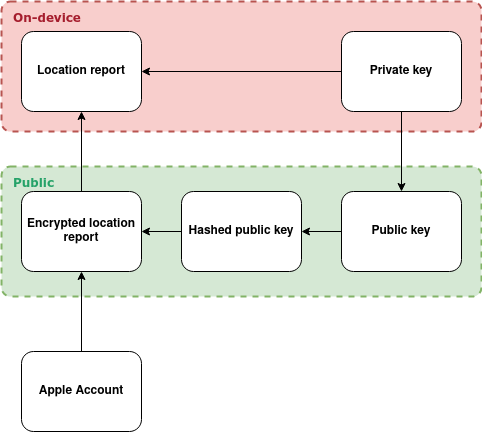 On-device
Location report
Private key
Public
Encrypted location
report
Hashed public key
Public key
Apple Account